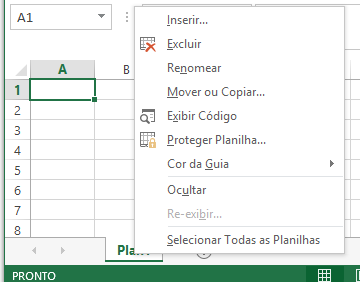 A1
Inserir...
Excluir
Renomear
Mover ou Copiar...
Exibir Código
Proteger Planilha...
Cor da Guia
Ocultar
Re-exibir...
Selecionar Todas as Planilhas
A B
1
2
3
4
5
6
7
8
PRONTO